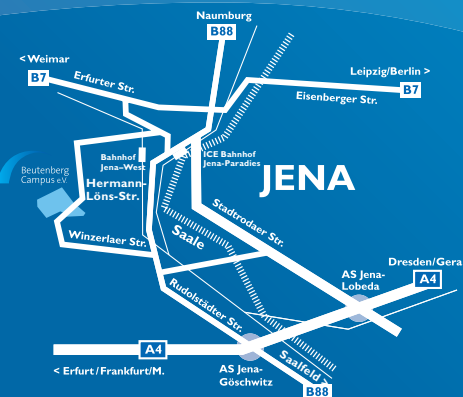 Naumburg
B88
< Weimar
B7
Erfurter Str.
Leipzig/Berlin >
B7
Eisenberger Str.
Bahnhof
Jena–West
ICE Bahnhof
Jena-Paradies
JENA
Beutenberg
Campus e.V.
Hermann-
Löns-Str.
Stadtrodaer Str.
Winzerlaer Str.
Saale
Dresden/Gera
A4
AS Jena-
Lobeda
Rudolstädter Str.
A4
< Erfurt/Frankfurt/M.
AS Jena-
Göschwitz
Saalfeld >
B88